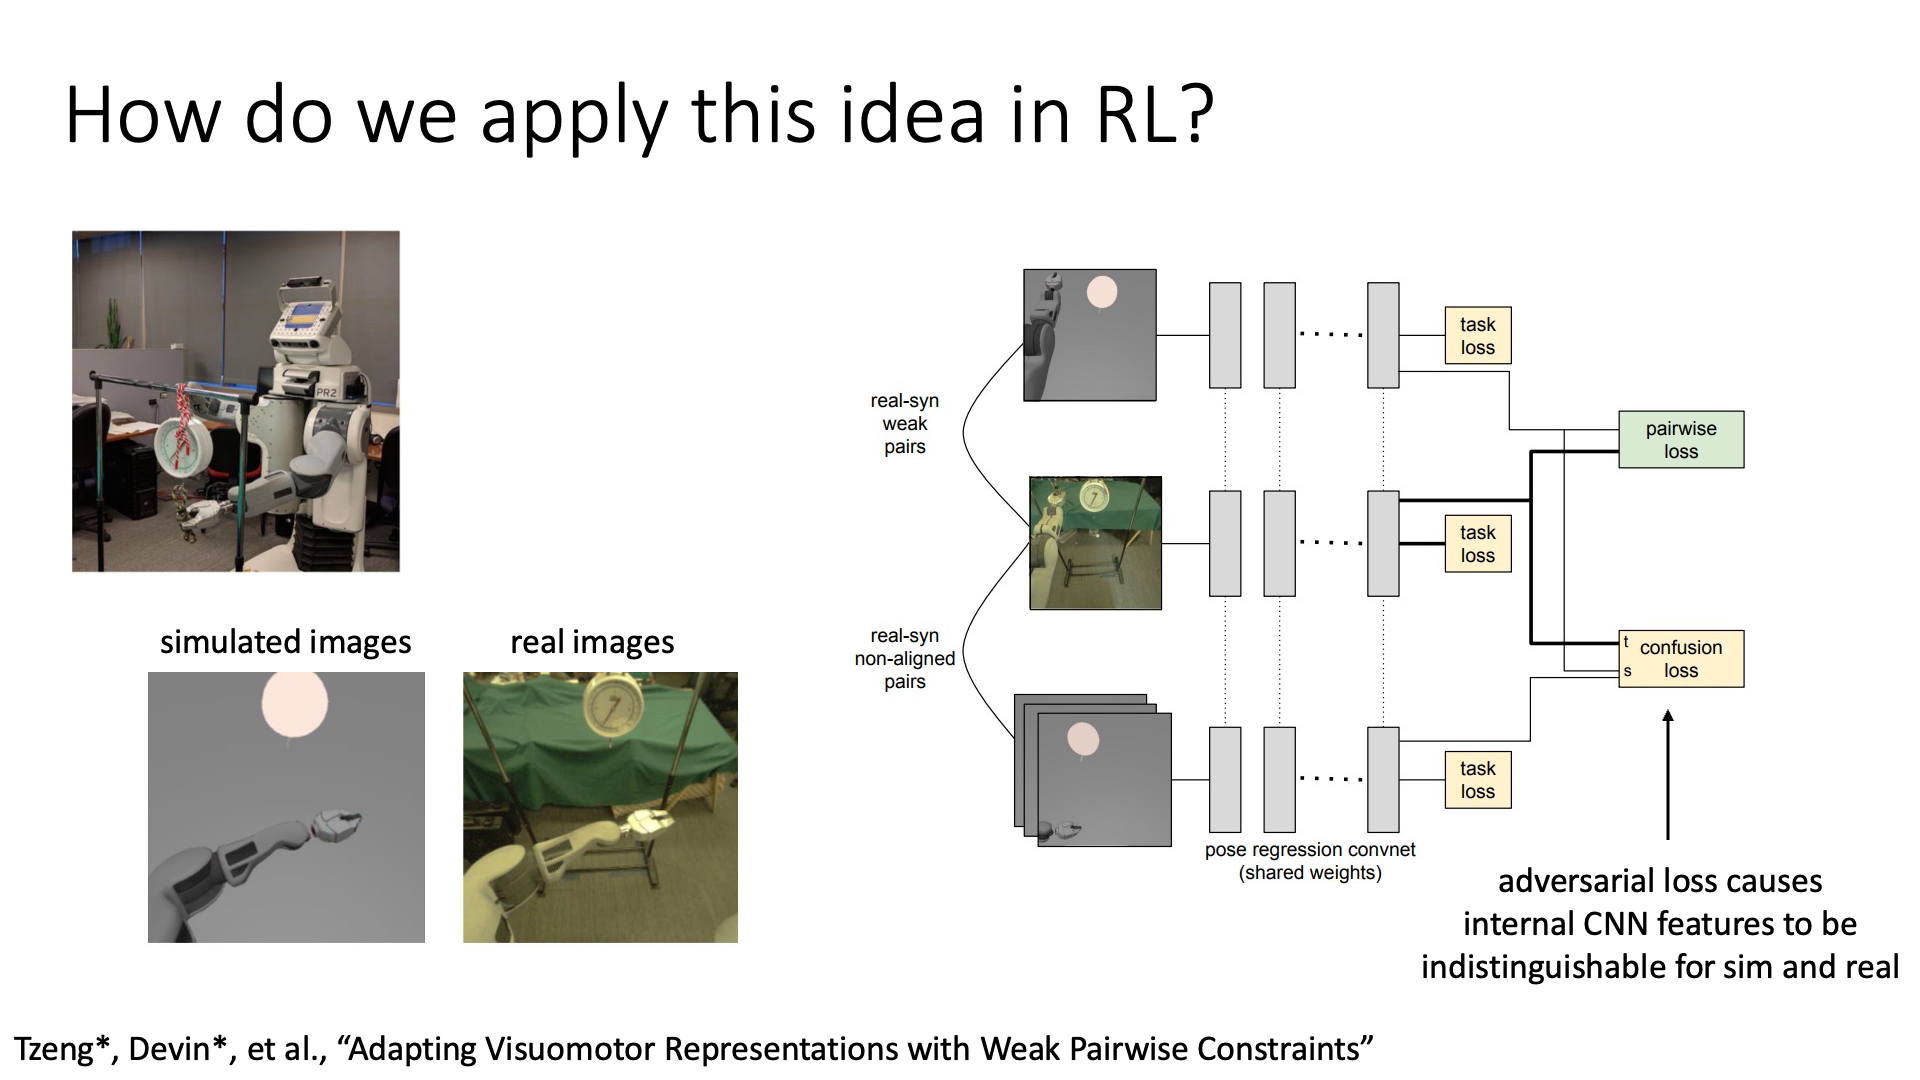 How do we apply this idea in RL?
PR2
simulated images
real images
real-syn
weak
pairs
real-syn
non-aligned
pairs
task
loss
task
loss
task
loss
pairwise
loss
t
s
confusion
loss
pose regression convnet
(shared weights)
adversarial loss causes
internal CNN features to be
indistinguishable for sim and real
Tzeng*, Devin*, et al., “Adapting Visuomotor Representations with Weak Pairwise Constraints”